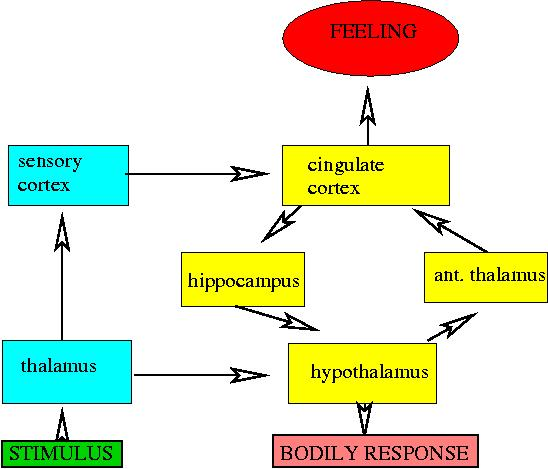 FEELING
sensory
cortex
cingulate
cortex
hippocampus
ant. thalamus
thalamus
hypothalamus
STIMULUS
BODILY RESPONSE